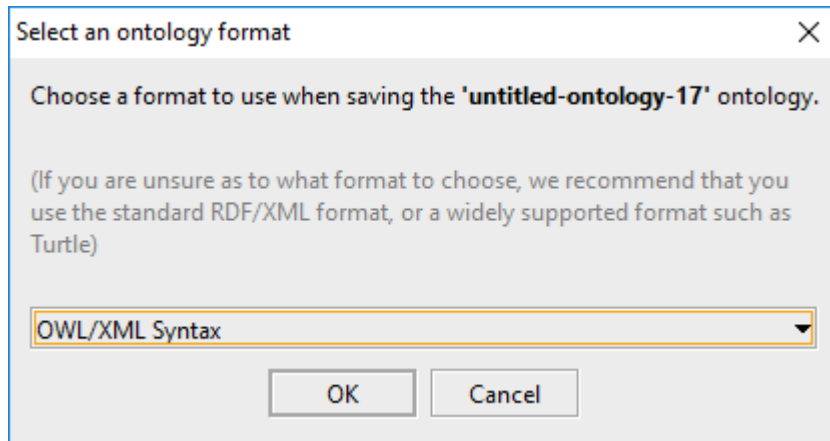 Select an ontology format
Choose a format to use when saving the 'untitled-ontology-17' ontology.
(If you are unsure as to what format to choose, we recommend that you
use the standard RDF/XML format, or a widely supported format such as
Turtle)
OWL/XML Syntax
OK Cancel